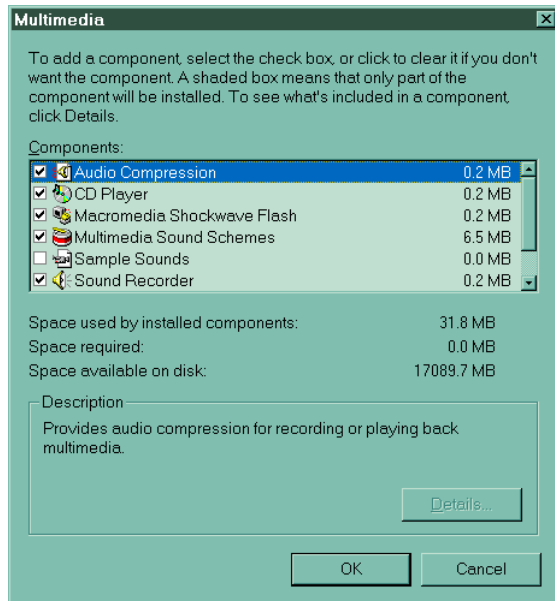 Multimedia
To add a component, select the check box, or click to clear it if you don't
want the component. A shaded box means that only part of the
component will be installed. To see what's included in a component,
click Details.
Components:
Audio Compression 0.2 MB
CD Player 0.2 MB
Macromedia Shockwave Flash 0.2 MB
Multimedia Sound Schemes 6.5 MB
Sample Sounds 0.0 MB
Sound Recorder 0.2 MB
Space used by installed components: 31.8 MB
Space required: 0.0 MB
Space available on disk: 17089.7 MB
Description
Provides audio compression for recording or playing back
multimedia.
Details...
OK Cancel